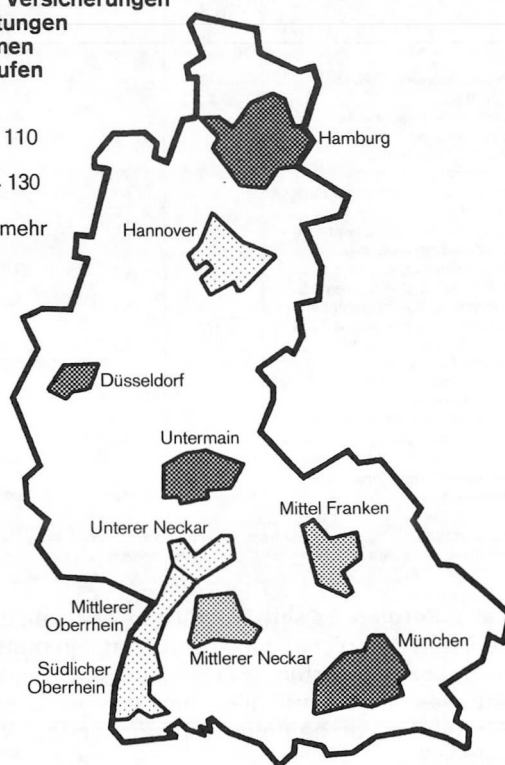 Versicherungen
tungen
men
ufen
110
130
mehr
Hamburg
Hannover
Düsseldorf
Untermain
Mittel Franken
Unterer Neckar
Mittlerer
Oberrhein
Mittlerer Neckar
München
Südlicher
Oberrhein